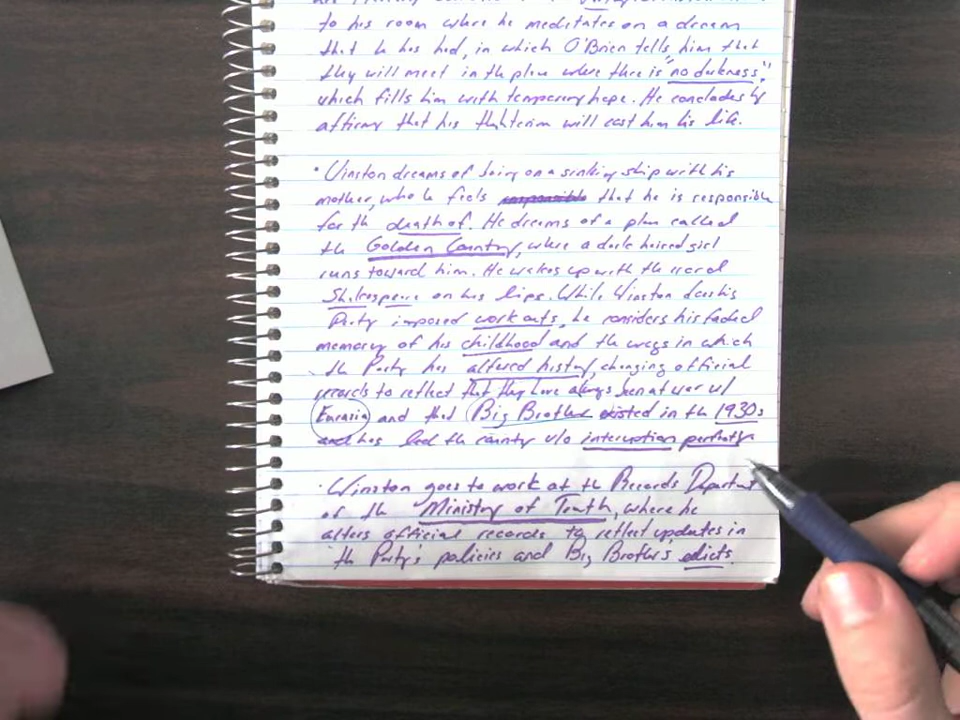 to his room where he meditates on a dream
that he has had, in which O'Brien tells him that
they will meet in the place where there is "no darkness",
which fills him with temporary hope. He concludes by
affirming that his will cost him his life.
• Winston dreams of being on a sinking ship with his
mother, who he feels that he is responsible
for the death of. He dreams of a place called
the Golden Country, where a dark haired girl
runs toward him. He wakes up with the word
Shakespeare on his lips. While Winston does his
Party imposed workouts, he considers his faded
memory of his childhood and the ways in which
the Party has altered history, changing official
records to reflect that they have always been at war w/
Eurasia and that Big Brother existed in the 1930s
has led the country w/o interruption
• Winston goes to work at the Records Department
of the Ministry of Truth, where he
alters official records to reflect updates in
the Party's policies and Big Brother's edicts.